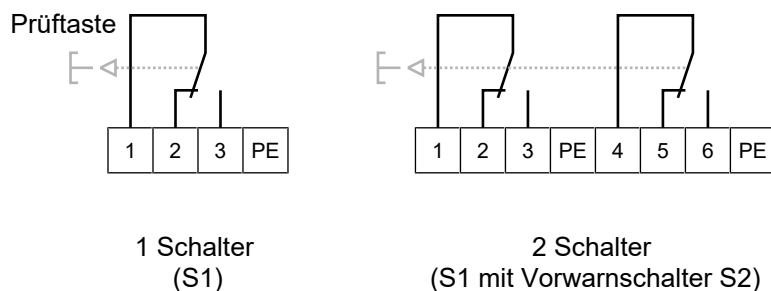 Prüftaste
1 2 3 PE
1 2 3 PE 4 5 6 PE
1 Schalter
(S1)
2 Schalter
(S1 mit Vorwarnschalter S2)